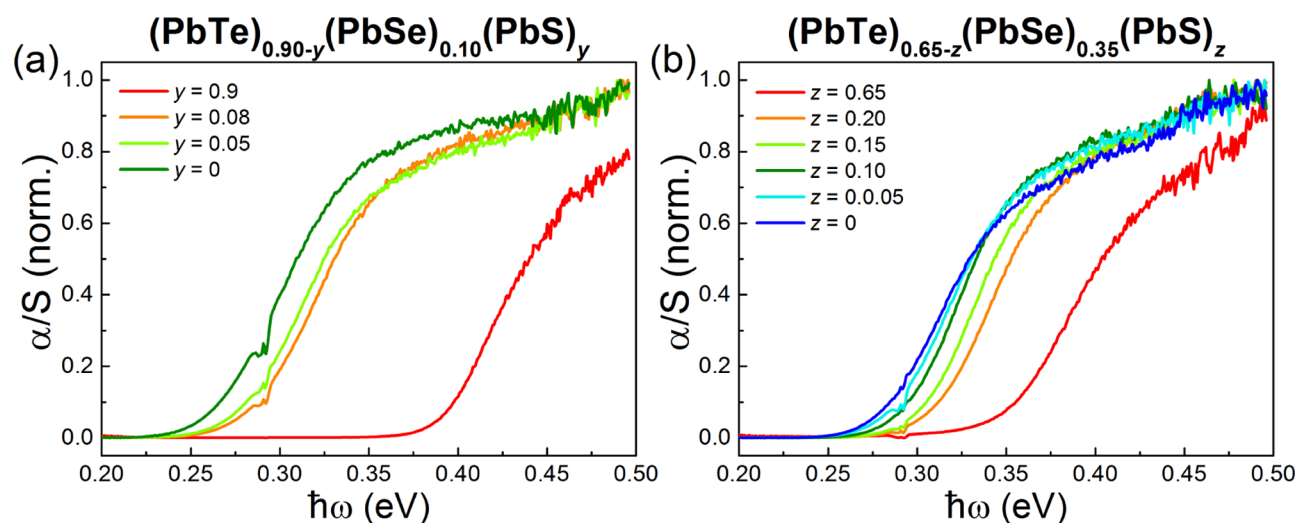 (PbTe)0.90-y(PbSe)0.10(PbS)y
(a)
y = 0.9
y = 0.08
y = 0.05
y = 0
α/S (norm.)
1.0
0.8
0.6
0.4
0.2
0.0
0.20 0.25 0.30 0.35 0.40 0.45 0.50
ħω (eV)
(PbTe)0.65-z(PbSe)0.35(PbS)z
(b)
z = 0.65
z = 0.20
z = 0.15
z = 0.10
z = 0.0.05
z = 0
α/S (norm.)
1.0
0.8
0.6
0.4
0.2
0.0
0.20 0.25 0.30 0.35 0.40 0.45 0.50
ħω (eV)